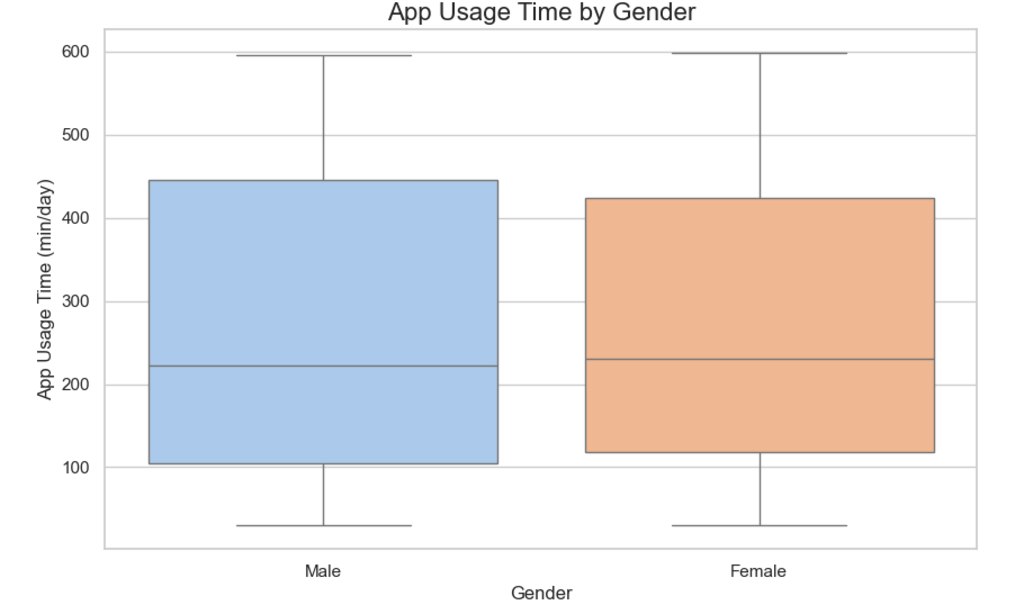 App Usage Time by Gender
App Usage Time (min/day)
600
500
400
300
200
100
Male
Female
Gender